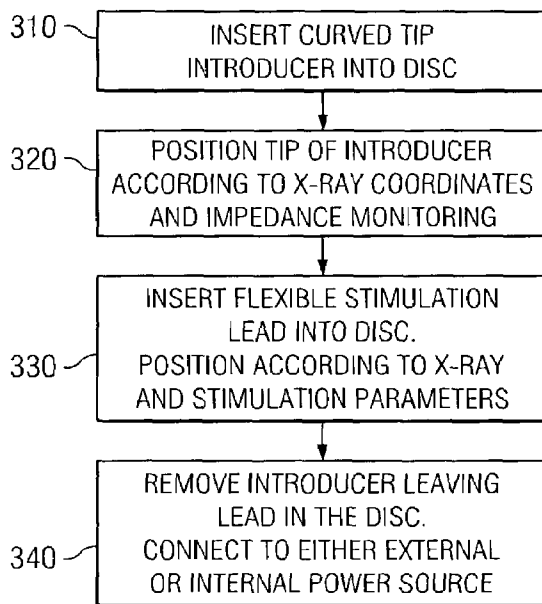 310
INSERT CURVED TIP
INTRODUCER INTO DISC
320
POSITION TIP OF INTRODUCER
ACCORDING TO X-RAY COORDINATES
AND IMPEDANCE MONITORING
330
INSERT FLEXIBLE STIMULATION
LEAD INTO DISC.
POSITION ACCORDING TO X-RAY
AND STIMULATION PARAMETERS
340
REMOVE INTRODUCER LEAVING
LEAD IN THE DISC.
CONNECT TO EITHER EXTERNAL
OR INTERNAL POWER SOURCE